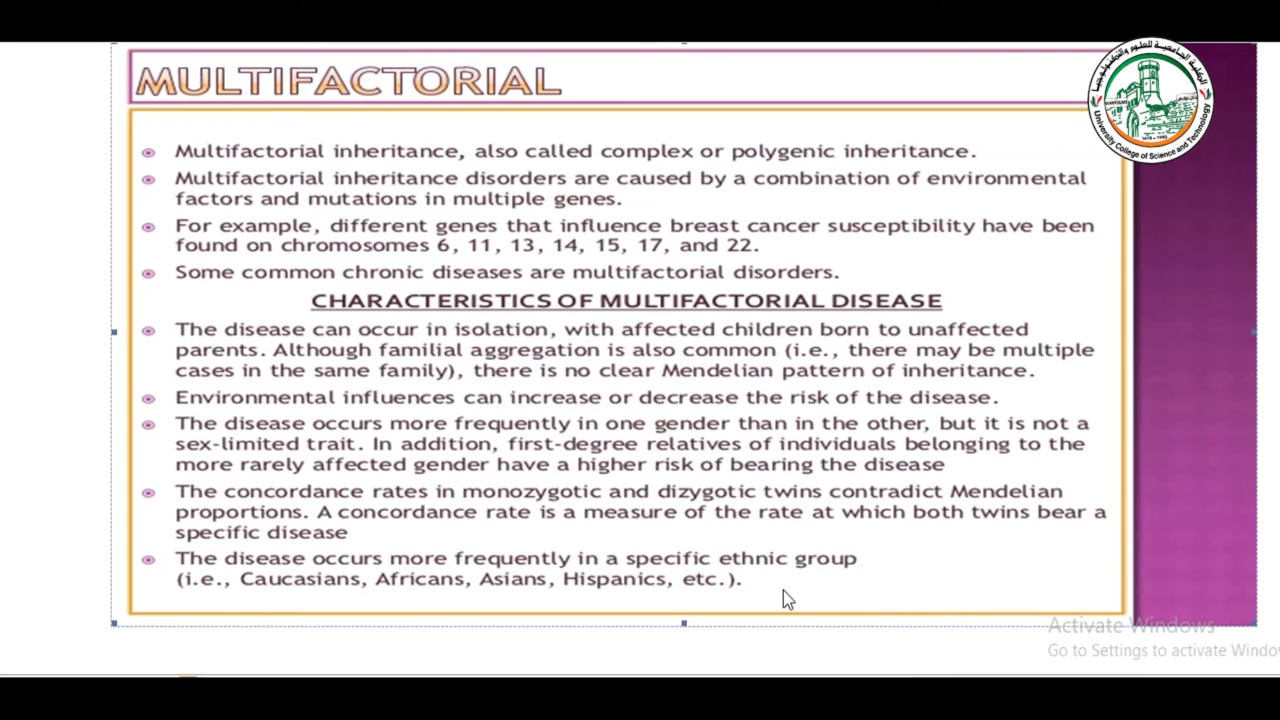 MULTIFACTORIAL
Multifactorial inheritance, also called complex or polygenic inheritance.
Multifactorial inheritance disorders are caused by a combination of environmental
factors and mutations in multiple genes.
For example, different genes that influence breast cancer susceptibility have been
found on chromosomes 6, 11, 13, 14, 15, 17, and 22.
Some common chronic diseases are multifactorial disorders.
CHARACTERISTICS OF MULTIFACTORIAL DISEASE
The disease can occur in isolation, with affected children born to unaffected
parents. Although familial aggregation is also common (i.e., there may be multiple
cases in the same family), there is no clear Mendelian pattern of inheritance.
Environmental influences can increase or decrease the risk of the disease.
The disease occurs more frequently in one gender than in the other, but it is not a
sex-limited trait. In addition, first-degree relatives of individuals belonging to the
more rarely affected gender have a higher risk of bearing the disease
The concordance rates in monozygotic and dizygotic twins contradict Mendelian
proportions. A concordance rate is a measure of the rate at which both twins bear a
specific disease
The disease occurs more frequently in a specific ethnic group
(i.e., Caucasians, Africans, Asians, Hispanics, etc.).
الكلية الجامعية للعلوم والتكنولوجيا
University College of Science and Technology
Activate Windows
Go to Settings to activate Windo